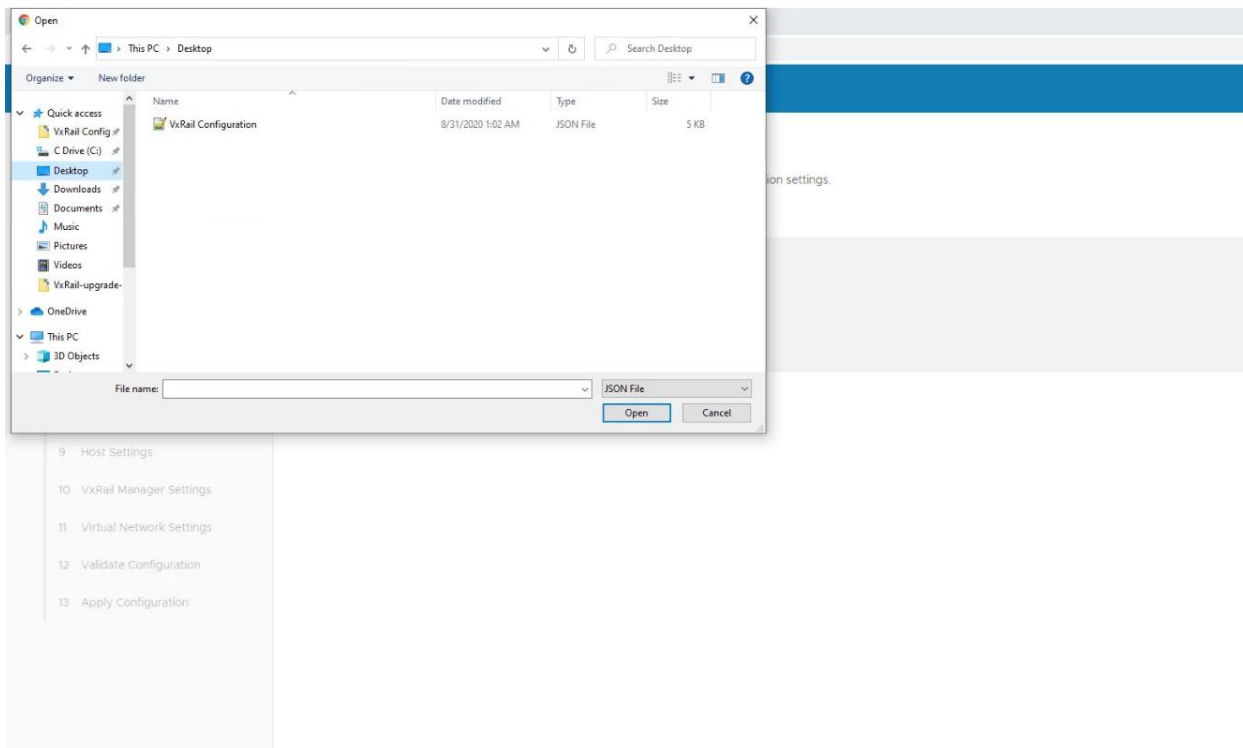 Open
This PC > Desktop
Search Desktop
Organize
New folder
Name
Date modified
Type
Size
Quick access
VxRail Config
C Drive (C:)
Desktop
Downloads
Documents
Music
Pictures
Videos
VxRail-upgrade-
OneDrive
This PC
3D Objects
VxRail Configuration
8/31/2020 1:02 AM
JSON File
5 KB
File name:
JSON File
Open
Cancel
ion settings.
9 Host Settings
10 VxRail Manager Settings
11 Virtual Network Settings
12 Validate Configuration
13 Apply Configuration